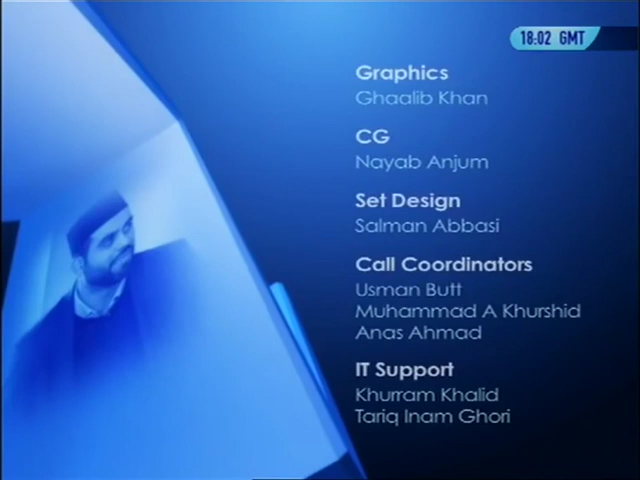 18:02 GMT
Graphics
Ghaalib Khan
CG
Nayab Anjum
Set Design
Salman Abbasi
Call Coordinators
Usman Butt
Muhammad A Khurshid
Anas Ahmad
IT Support
Khurram Khalid
Tariq Inam Ghori